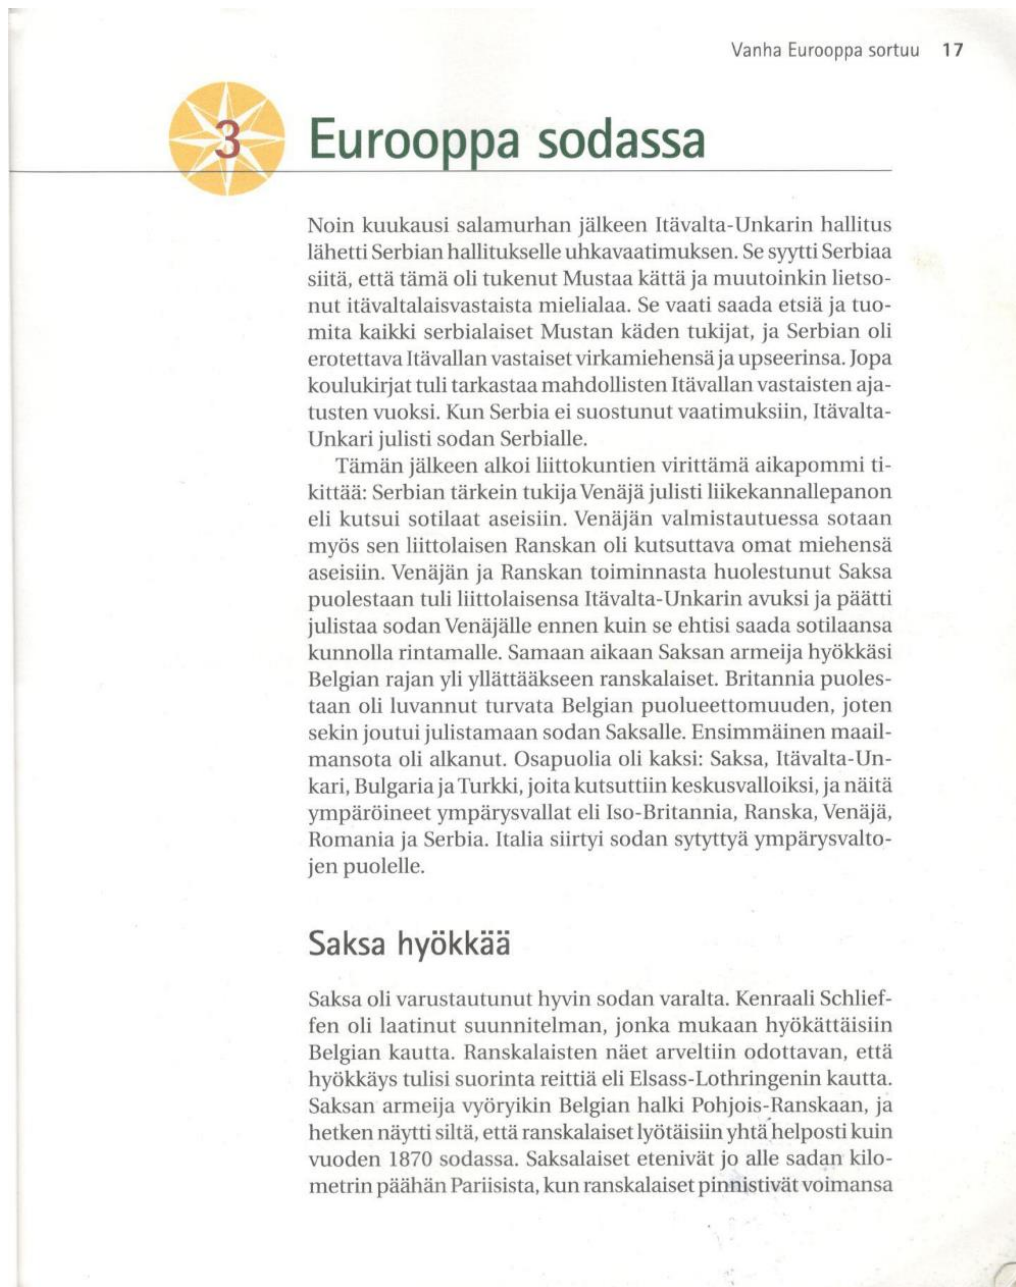 Vanha Eurooppa sortuu 17
3 Eurooppa sodassa
Noin kuukausi salamurhan jälkeen Itävalta-Unkarin hallitus
lähetti Serbian hallitukselle uhkavaatimuksen. Se syytti Serbiaa
siitä, että tämä oli tukenut Mustaa kättä ja muutoinkin lietso-
nut itävaltalaisvastaista mielialaa. Se vaati saada etsiä ja tuo-
mita kaikki serbialaiset Mustan käden tukijat, ja Serbian oli
erotettava Itävallan vastaiset virkamiehensä ja upseerinsa. Jopa
koulukirjat tuli tarkastaa mahdollisten Itävallan vastaisten aja-
tusten vuoksi. Kun Serbia ei suostunut vaatimuksiin, Itävalta-
Unkari julisti sodan Serbialle.
Tämän jälkeen alkoi liittokuntien virittämä aikapommi ti-
kittää: Serbian tärkein tukija Venäjä julisti liikekannallepanon
eli kutsui sotilaat aseisiin. Venäjän valmistautuessa sotaan
myös sen liittolaisen Ranskan oli kutsuttava omat miehensä
aseisiin. Venäjän ja Ranskan toiminnasta huolestunut Saksa
puolestaan tuli liittolaisensa Itävalta-Unkarin avuksi ja päätti
julistaa sodan Venäjälle ennen kuin se ehtisi saada sotilaansa
kunnolla rintamalle. Samaan aikaan Saksan armeija hyökkäsi
Belgian rajan yli yllättääkseen ranskalaiset. Britannia puoles-
taan oli luvannut turvata Belgian puolueettomuuden, joten
sekin joutui julistamaan sodan Saksalle. Ensimmäinen maail-
mansota oli alkanut. Osapuolia oli kaksi: Saksa, Itävalta-Un-
kari, Bulgaria ja Turkki, joita kutsuttiin keskusvalloiksi, ja näitä
ympäröineet ympärysvallat eli Iso-Britannia, Ranska, Venäjä,
Romania ja Serbia. Italia siirtyi sodan sytyttyä ympärysvalto-
jen puolelle.
Saksa hyökkää
Saksa oli varustautunut hyvin sodan varalta. Kenraali Schlief-
fen oli laatinut suunnitelman, jonka mukaan hyökättäisiin
Belgian kautta. Ranskalaisten näet arveltiin odottavan, että
hyökkäys tulisi suorinta reittiä eli Elsass-Lothringenin kautta.
Saksan armeija vyöryikin Belgian halki Pohjois-Ranskaan, ja
hetken näytti siltä, että ranskalaiset lyötäisiin yhtä helposti kuin
vuoden 1870 sodassa. Saksalaiset etenivät jo alle sadan kilo-
metrin päähän Pariisista, kun ranskalaiset pinnistivät voimansa